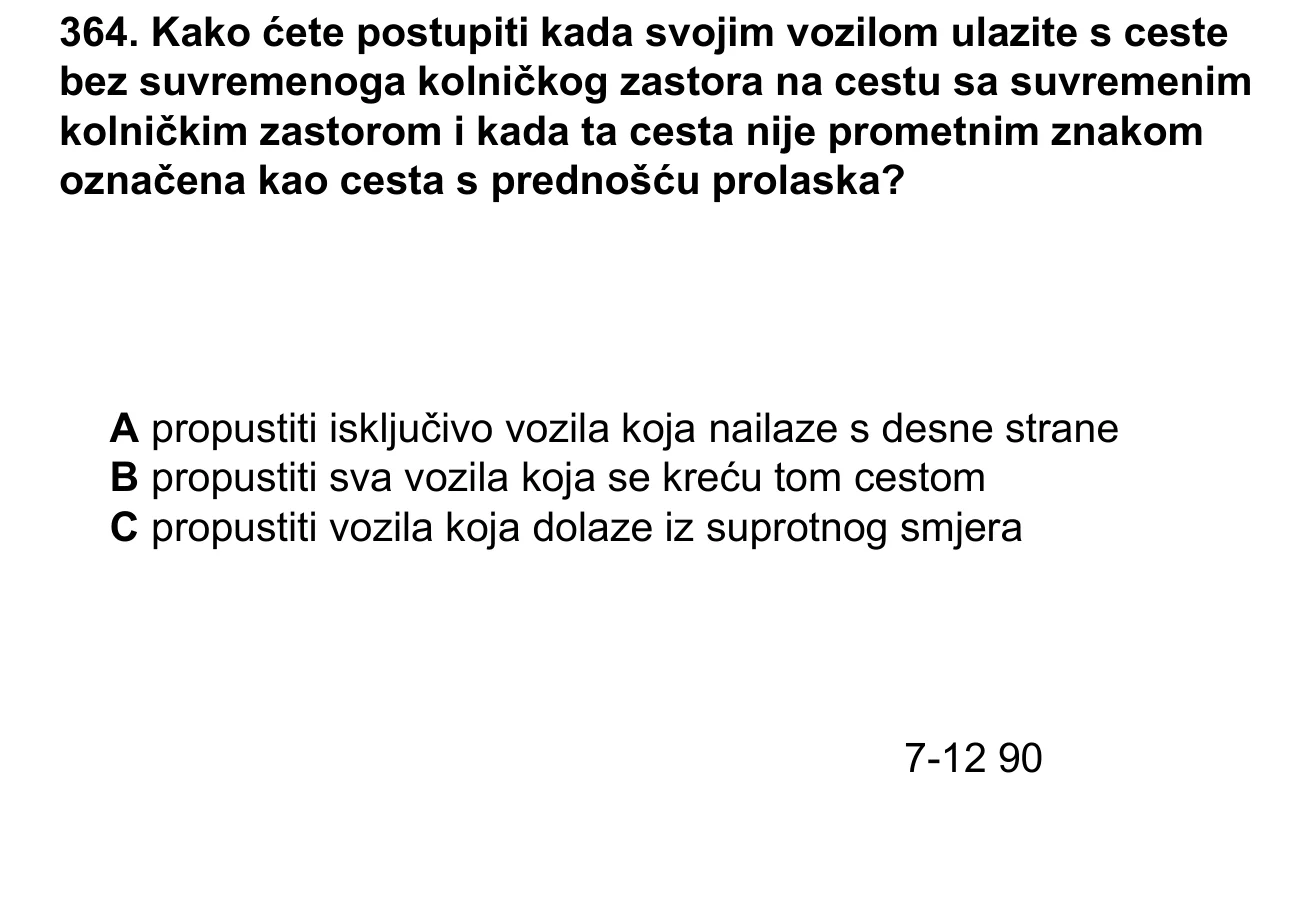 364. Kako ćete postupiti kada svojim vozilom ulazite s ceste
bez suvremenoga kolničkog zastora na cestu sa suvremenim
kolničkim zastorom i kada ta cesta nije prometnim znakom
označena kao cesta s prednošću prolaska?
A propustiti isključivo vozila koja nailaze s desne strane
B propustiti sva vozila koja se kreću tom cestom
C propustiti vozila koja dolaze iz suprotnog smjera
7-12 90